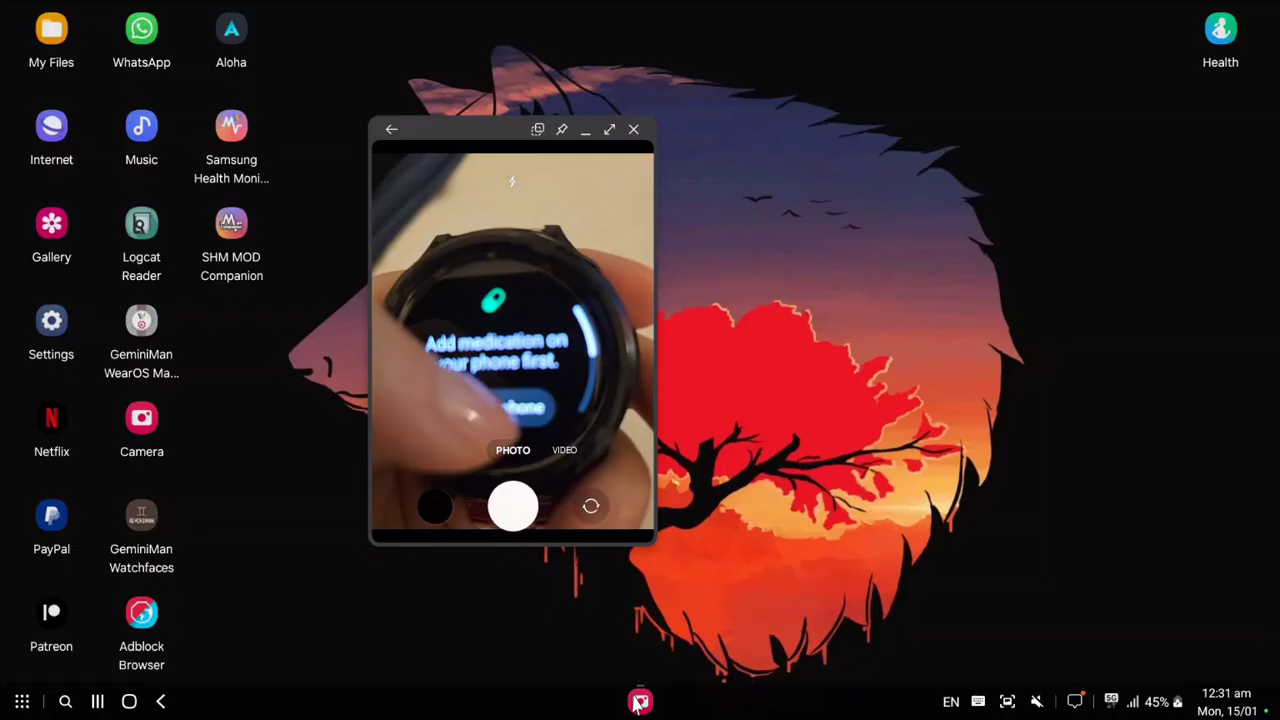 My Files
WhatsApp
Aloha
Health
Internet
Music
Samsung
Health Moni...
Gallery
Logcat
Reader
SHM MOD
Companion
Settings
GeminiMan
WearOS Ma...
Netflix
Camera
PayPal
GeminiMan
Watchfaces
Patreon
Adblock
Browser
Add medication on
your phone first.
phone
PHOTO
VIDEO
EN
5G
45%
12:31 am
Mon, 15/01